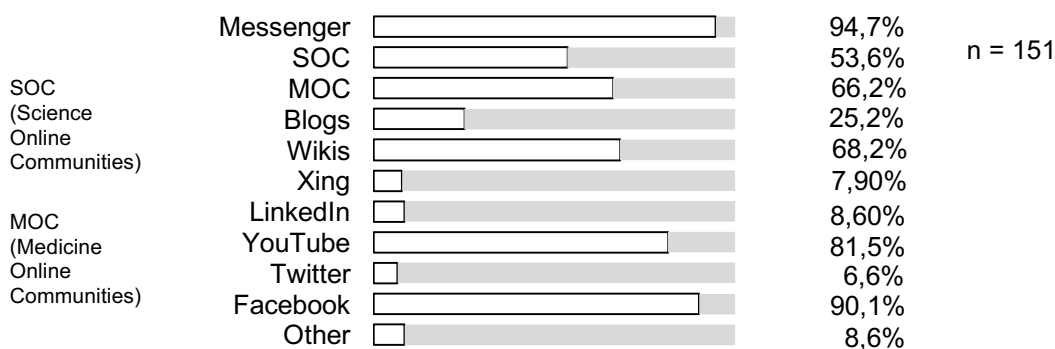 Messenger 94,7%
SOC 53,6%
MOC 66,2%
Blogs 25,2%
Wikis 68,2%
Xing 7,90%
LinkedIn 8,60%
YouTube 81,5%
Twitter 6,6%
Facebook 90,1%
Other 8,6%
n = 151
SOC
(Science
Online
Communities)
MOC
(Medicine
Online
Communities)